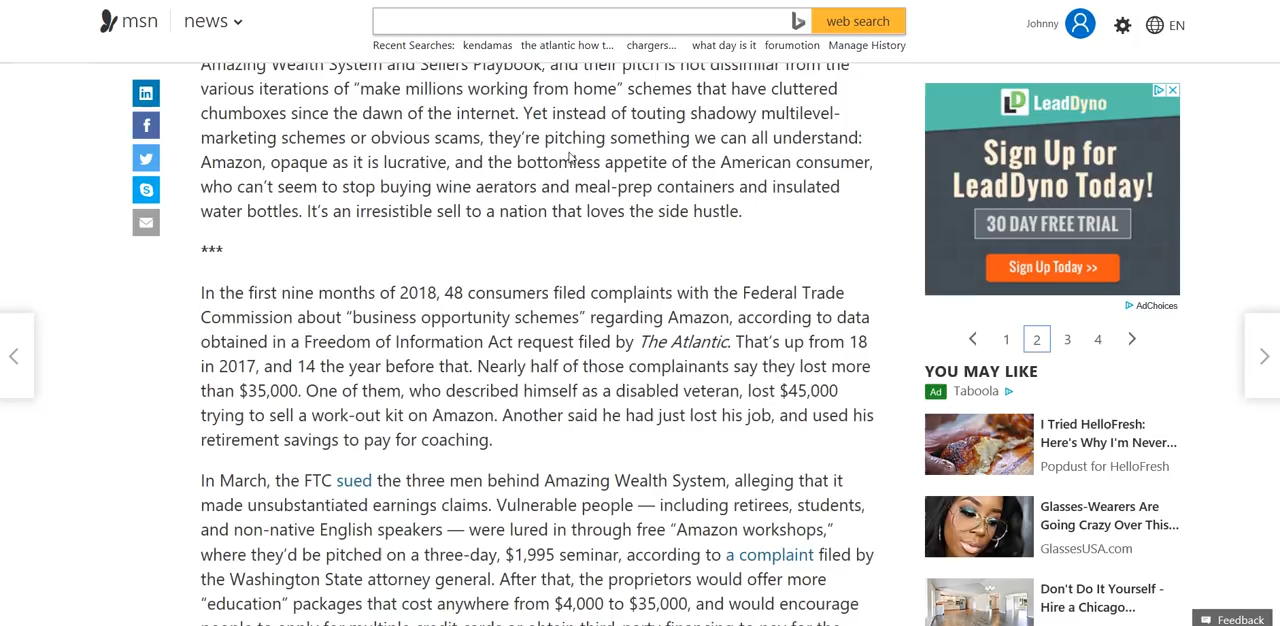 msn news
web search
Johnny
EN
Recent Searches: kendamas the atlantic how t... chargers... what day is it forumotion Manage History
Amazing Wealth System and Sellers Playbook, and their pitch is not dissimilar from the
various iterations of “make millions working from home” schemes that have cluttered
chumboxes since the dawn of the internet. Yet instead of touting shadowy multilevel-
marketing schemes or obvious scams, they’re pitching something we can all understand:
Amazon, opaque as it is lucrative, and the bottomless appetite of the American consumer,
who can’t seem to stop buying wine aerators and meal-prep containers and insulated
water bottles. It’s an irresistible sell to a nation that loves the side hustle.
***
In the first nine months of 2018, 48 consumers filed complaints with the Federal Trade
Commission about “business opportunity schemes” regarding Amazon, according to data
obtained in a Freedom of Information Act request filed by The Atlantic. That’s up from 18
in 2017, and 14 the year before that. Nearly half of those complainants say they lost more
than $35,000. One of them, who described himself as a disabled veteran, lost $45,000
trying to sell a work-out kit on Amazon. Another said he had just lost his job, and used his
retirement savings to pay for coaching.
In March, the FTC sued the three men behind Amazing Wealth System, alleging that it
made unsubstantiated earnings claims. Vulnerable people — including retirees, students,
and non-native English speakers — were lured in through free “Amazon workshops,”
where they’d be pitched on a three-day, $1,995 seminar, according to a complaint filed by
the Washington State attorney general. After that, the proprietors would offer more
“education” packages that cost anywhere from $4,000 to $35,000, and would encourage
people to apply for multiple credit cards or obtain third-party financing to pay for the
LeadDyno
Sign Up for
LeadDyno Today!
30 DAY FREE TRIAL
Sign Up Today >>
AdChoices
1 2 3 4
YOU MAY LIKE
Ad Taboola
I Tried HelloFresh:
Here's Why I'm Never...
Popdust for HelloFresh
Glasses-Wearers Are
Going Crazy Over This...
GlassesUSA.com
Don't Do It Yourself -
Hire a Chicago...
Feedback